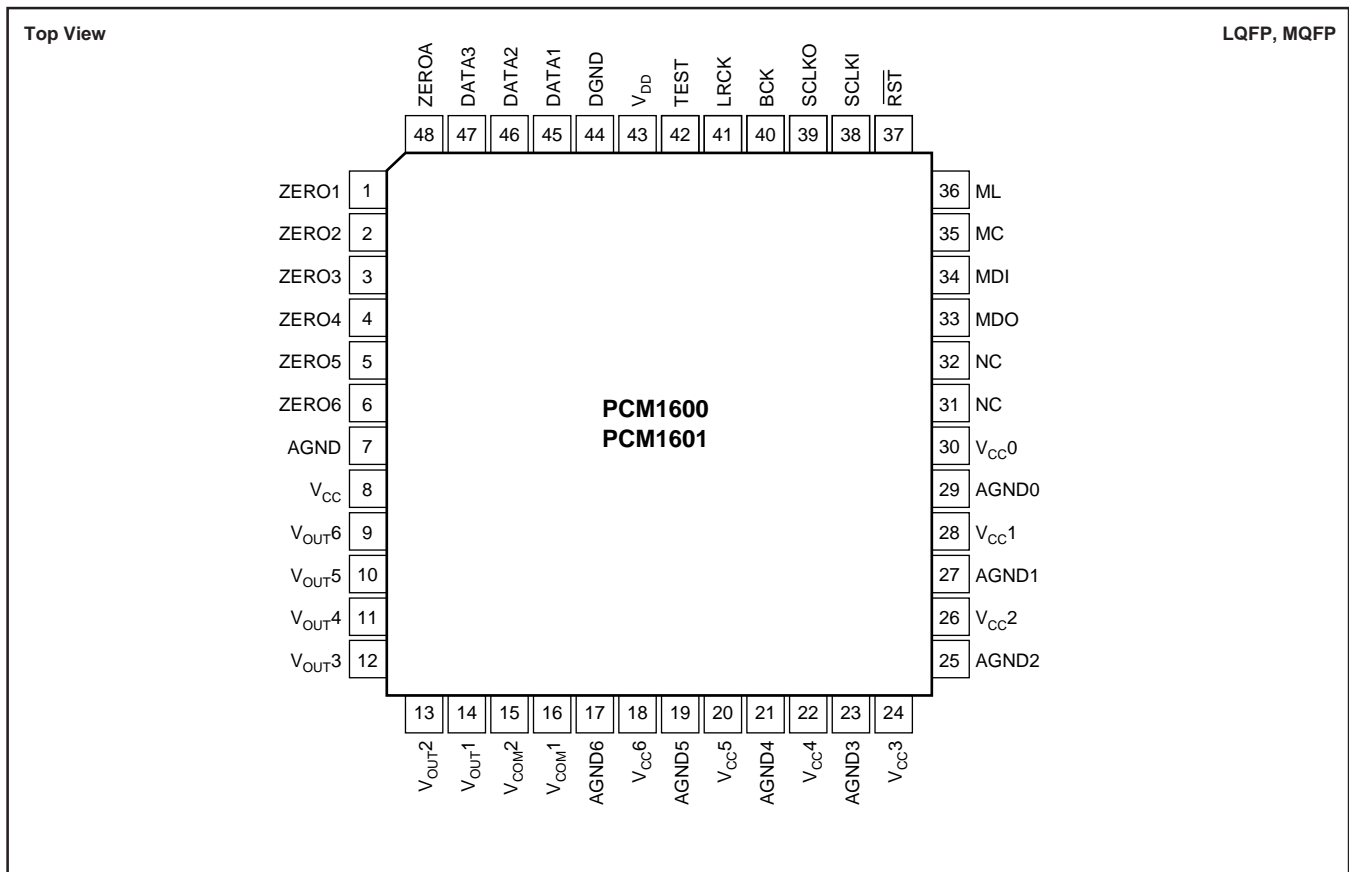 Top View
LQFP, MQFP
ZEROA
DATA3
DATA2
DATA1
DGND
VDD
TEST
LRCK
BCK
SCLKO
SCLKI
RST
48 47 46 45 44 43 42 41 40 39 38 37
ZERO1 1
ZERO2 2
ZERO3 3
ZERO4 4
ZERO5 5
ZERO6 6
AGND 7
VCC 8
VOUT6 9
VOUT5 10
VOUT4 11
VOUT3 12
PCM1600
PCM1601
36 ML
35 MC
34 MDI
33 MDO
32 NC
31 NC
30 VCC0
29 AGND0
28 VCC1
27 AGND1
26 VCC2
25 AGND2
13 14 15 16 17 18 19 20 21 22 23 24
VOUT2
VOUT1
VCOM2
VCOM1
AGND6
VCC6
AGND5
VCC5
AGND4
VCC4
AGND3
VCC3